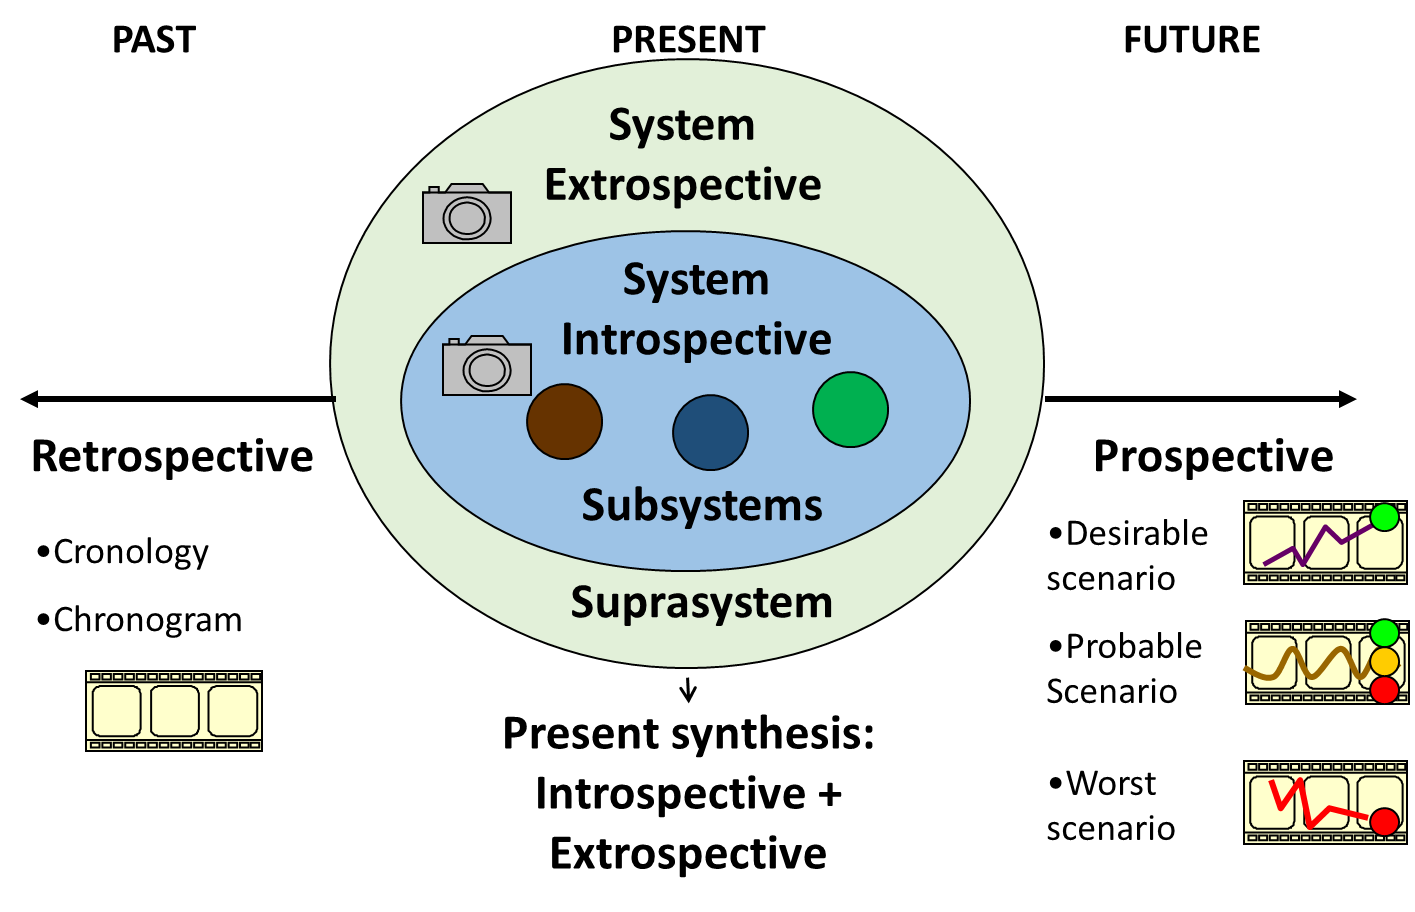 PAST
PRESENT
FUTURE
System
Extrospective
System
Introspective
Subsystems
Suprasystem
Retrospective
•Cronology
•Chronogram
Prospective
•Desirable
scenario
•Probable
Scenario
•Worst
scenario
Present synthesis:
Introspective +
Extrospective